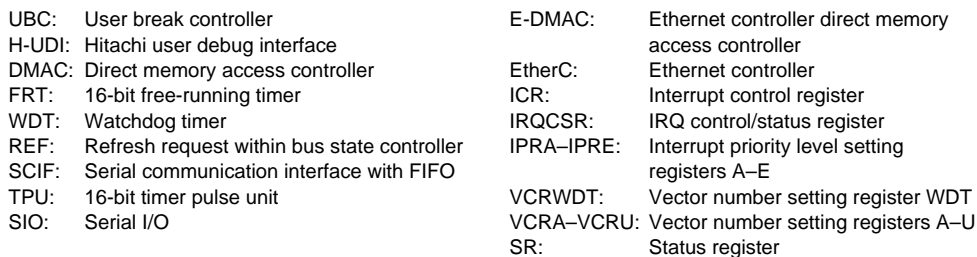 UBC: User break controller
H-UDI: Hitachi user debug interface
DMAC: Direct memory access controller
FRT: 16-bit free-running timer
WDT: Watchdog timer
REF: Refresh request within bus state controller
SCIF: Serial communication interface with FIFO
TPU: 16-bit timer pulse unit
SIO: Serial I/O
E-DMAC: Ethernet controller direct memory
access controller
EtherC: Ethernet controller
ICR: Interrupt control register
IRQCSR: IRQ control/status register
IPRA–IPRE: Interrupt priority level setting
registers A–E
VCRWDT: Vector number setting register WDT
VCRA–VCRU: Vector number setting registers A–U
SR: Status register